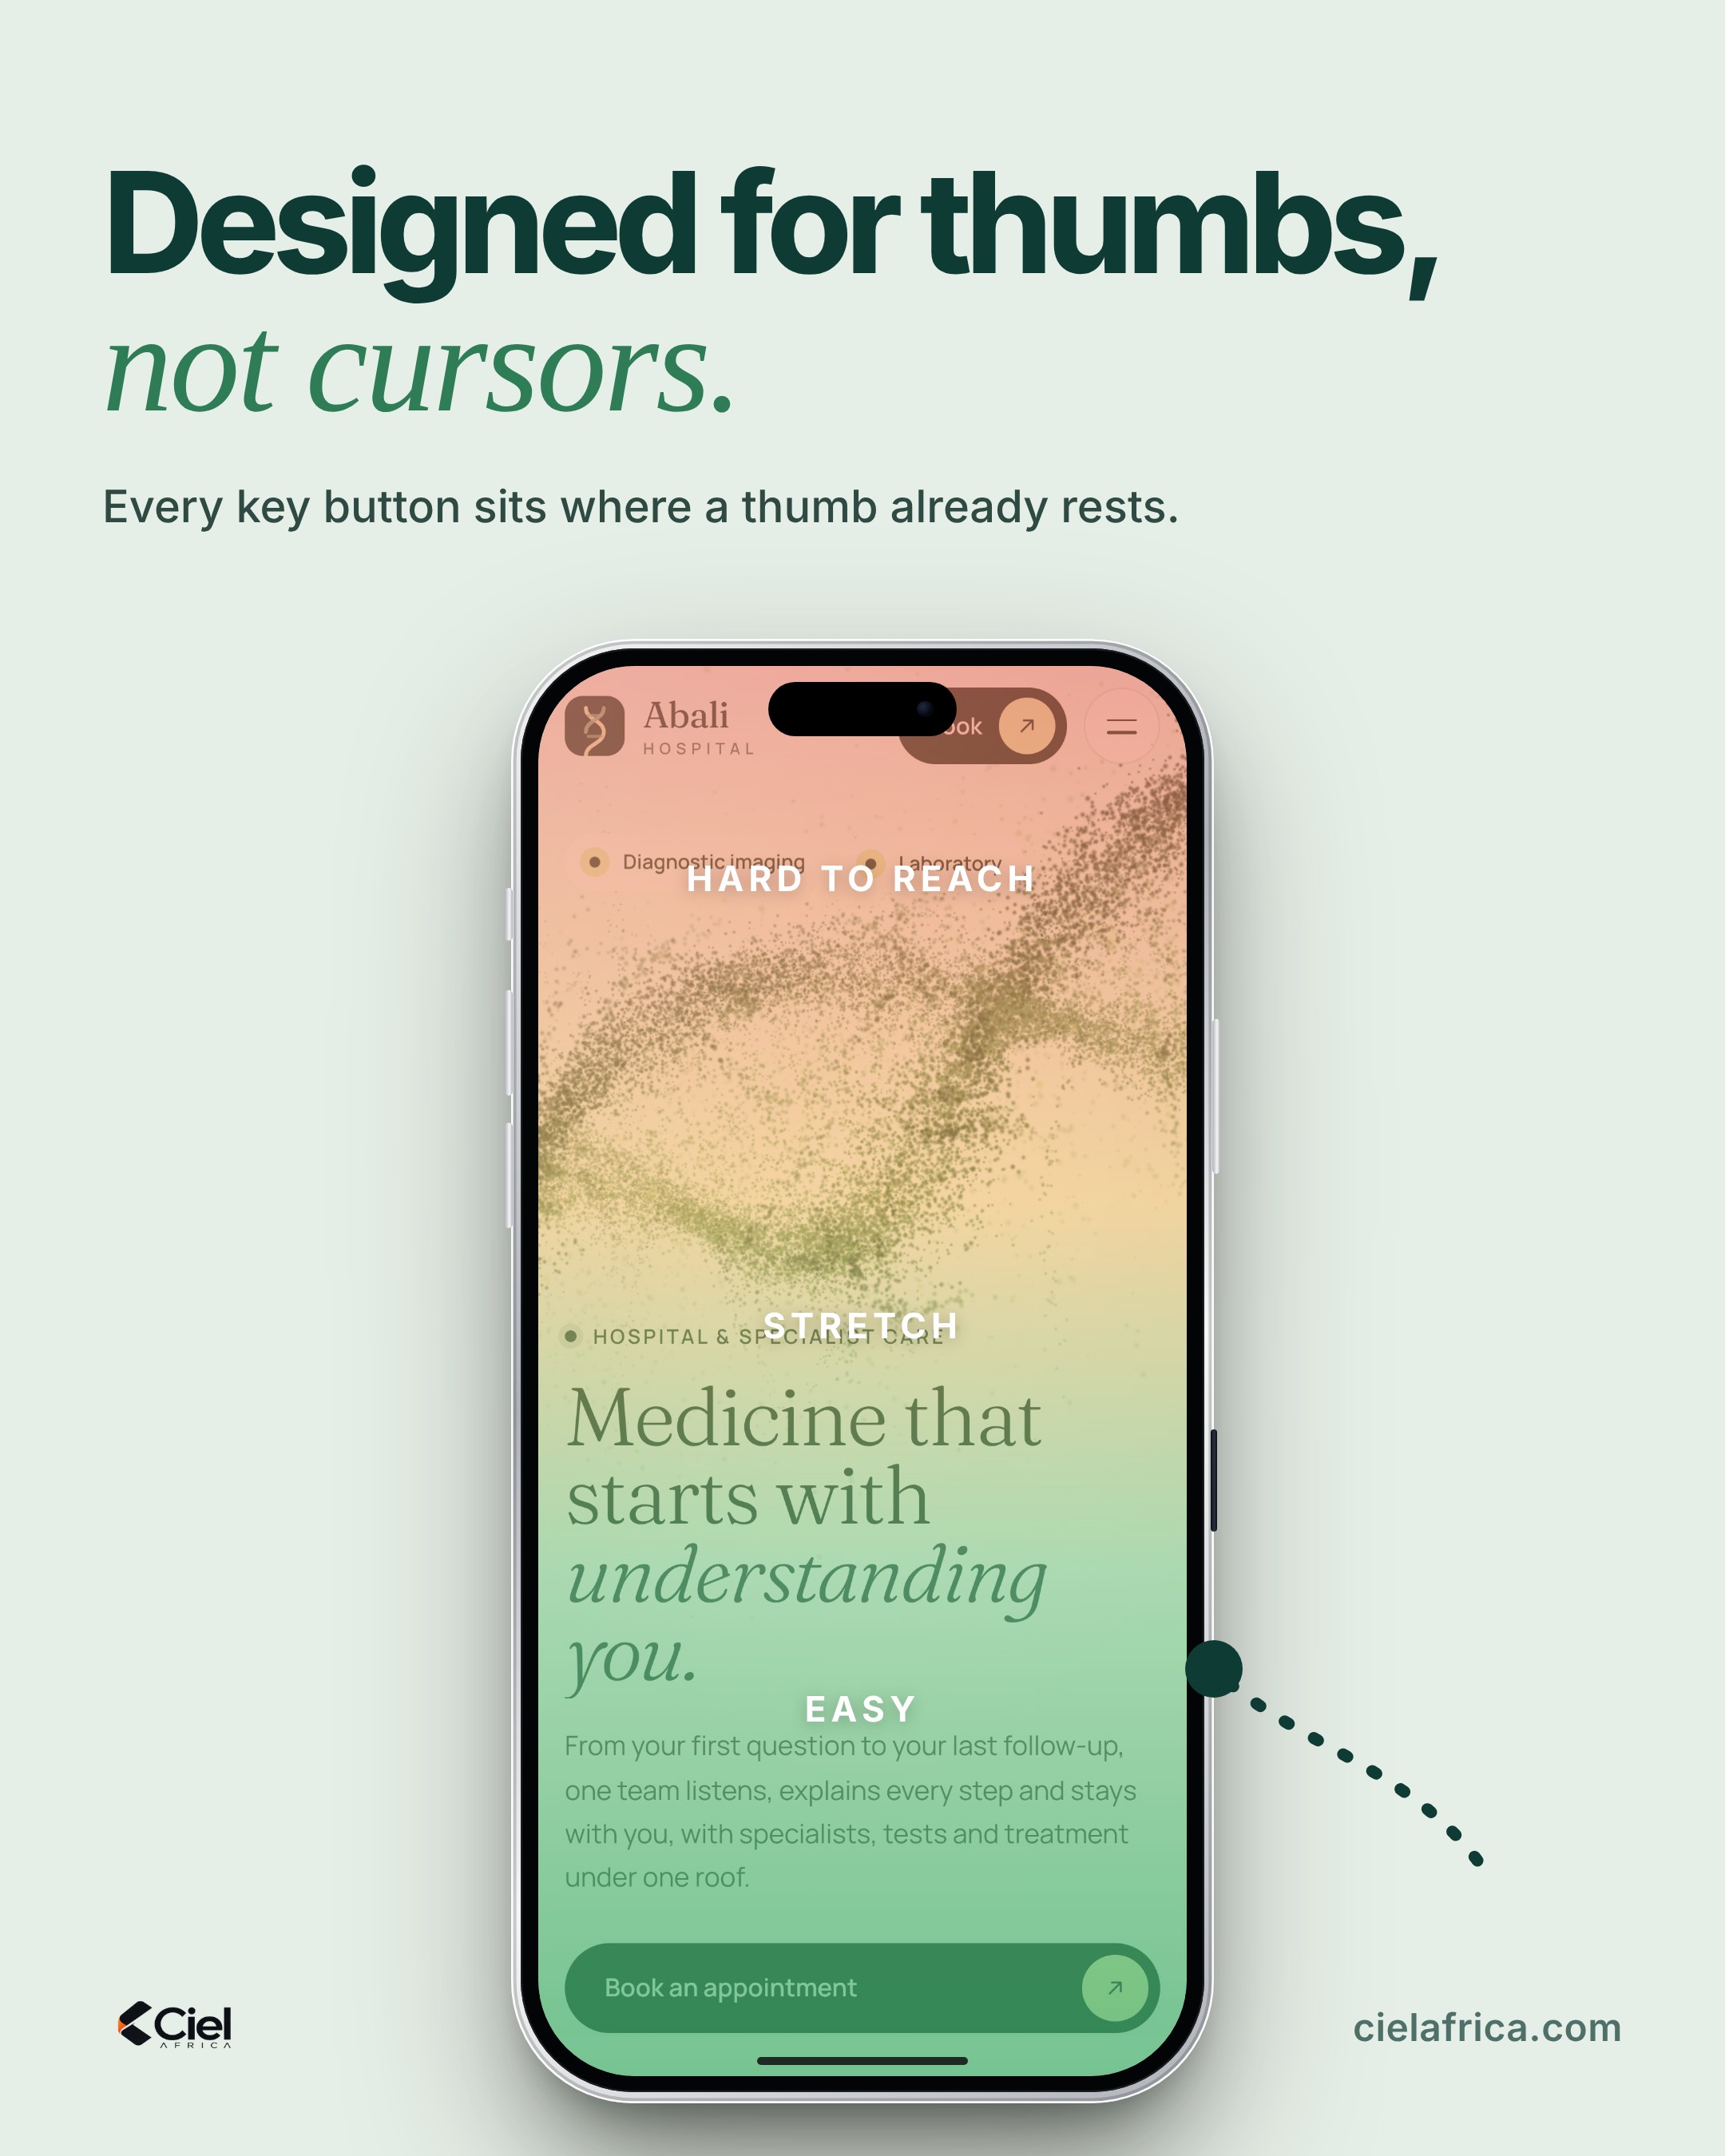 Designed for thumbs,
not cursors.
Every key button sits where a thumb already rests.
Abali
HOSPITAL
ook
Diagnostic imaging
Laboratory
HARD TO REACH
STRETCH
HOSPITAL & SPECIALIST CARE
Medicine that
starts with
understanding
you.
EASY
From your first question to your last follow-up,
one team listens, explains every step and stays
with you, with specialists, tests and treatment
under one roof.
Book an appointment
Ciel
AFRICA
cielafrica.com